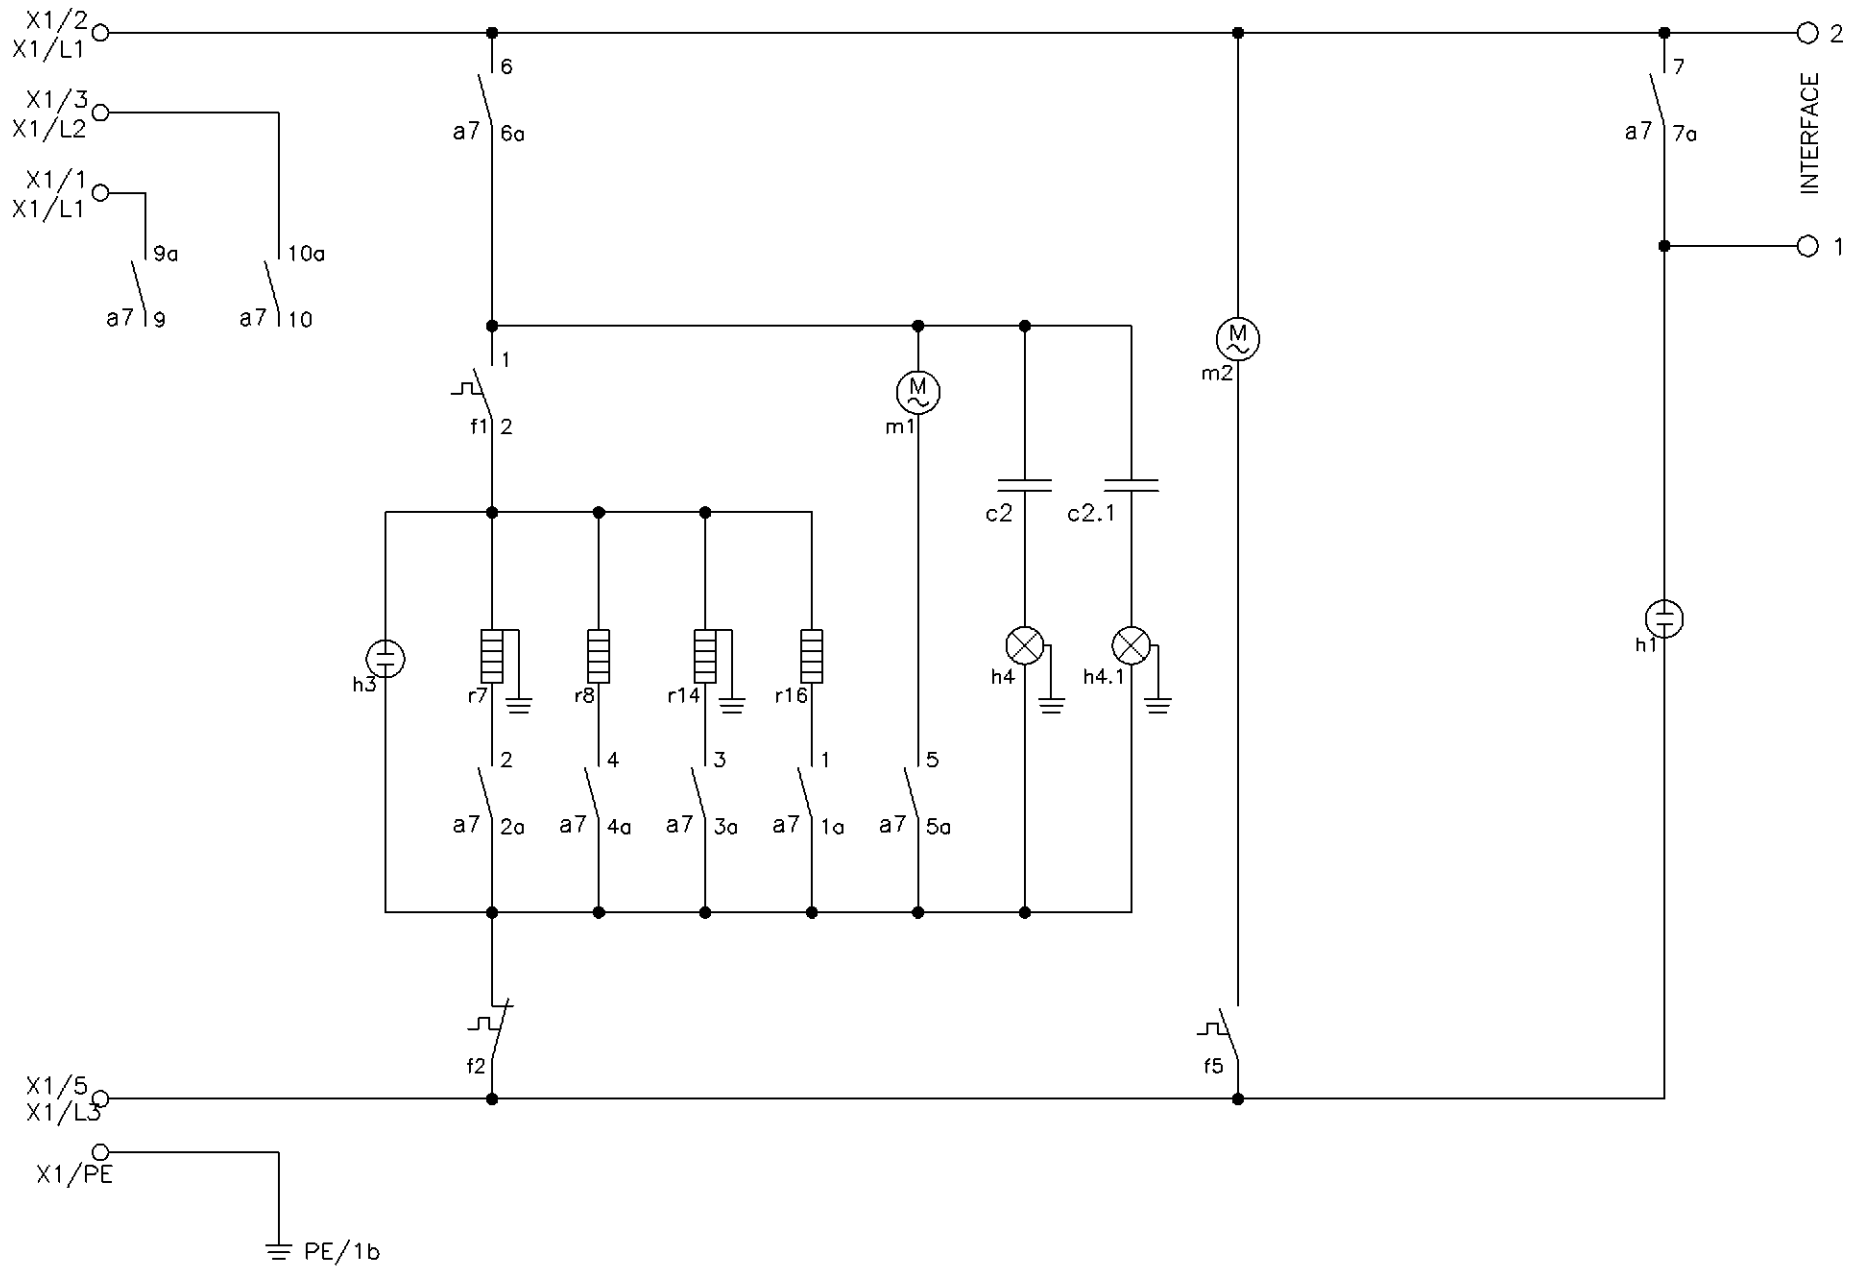 X1/2
X1/L1
2
6
7
X1/3
X1/L2
INTERFACE
a7 6a
a7 7a
X1/1
X1/L1
9a
10a
1
a7 9
a7 10
M
1
m2
M
f1 2
m1
c2
c2.1
h1
h3
r7
r8
r14
r16
h4
h4.1
2
4
3
1
5
a7 2a
a7 4a
a7 3a
a7 1a
a7 5a
f2
f5
X1/5
X1/L3
X1/PE
PE/1b